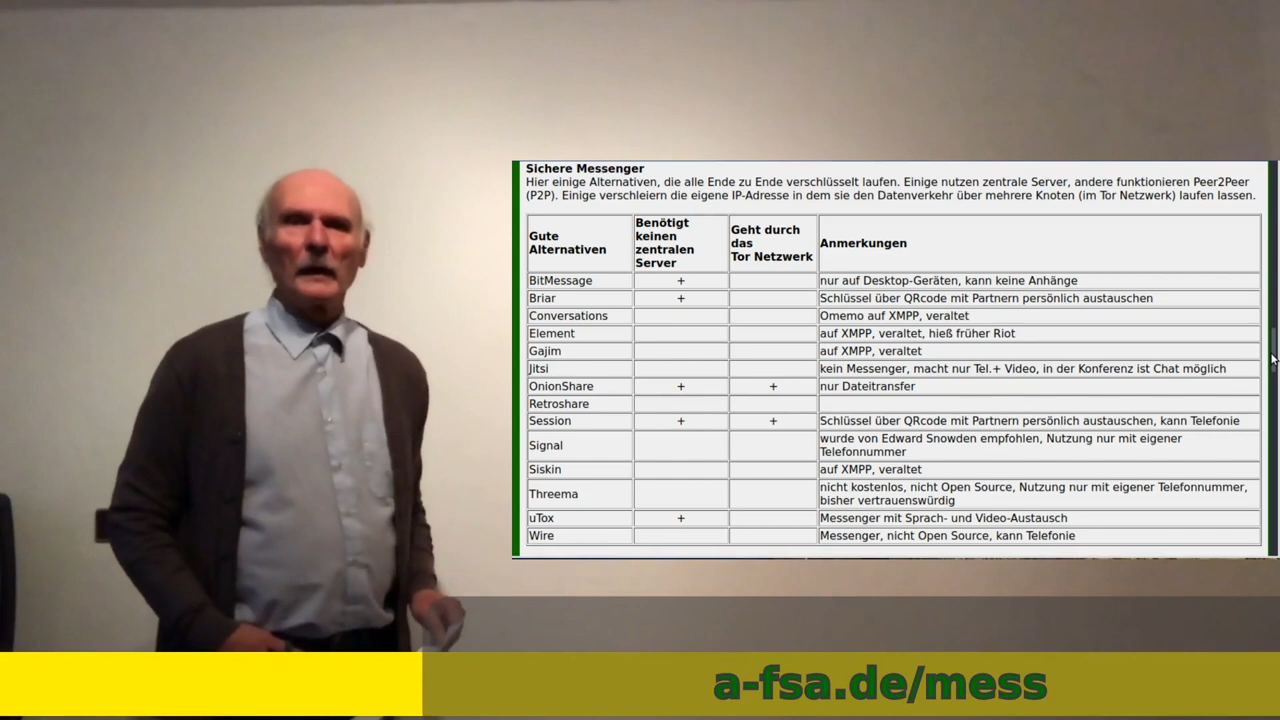 Sichere Messenger
Hier einige Alternativen, die alle Ende zu Ende verschlüsselt laufen. Einige nutzen zentrale Server, andere funktionieren Peer2Peer
(P2P). Einige verschleiern die eigene IP-Adresse in dem sie den Datenverkehr über mehrere Knoten (im Tor Netzwerk) laufen lassen.
Gute Alternativen | Benötigt keinen zentralen Server | Geht durch das Tor Netzwerk | Anmerkungen
BitMessage + nur auf Desktop-Geräten, kann keine Anhänge
Briar + Schlüssel über QRcode mit Partnern persönlich austauschen
Conversations Omemo auf XMPP, veraltet
Element auf XMPP, veraltet, hieß früher Riot
Gajim auf XMPP, veraltet
Jitsi kein Messenger, macht nur Tel.+ Video, in der Konferenz ist Chat möglich
OnionShare + + nur Dateitransfer
Retroshare
Session + + Schlüssel über QRcode mit Partnern persönlich austauschen, kann Telefonie
Signal wurde von Edward Snowden empfohlen, Nutzung nur mit eigener
Telefonnummer
Siskin auf XMPP, veraltet
Threema nicht kostenlos, nicht Open Source, Nutzung nur mit eigener Telefonnummer,
bisher vertrauenswürdig
uTox + Messenger mit Sprach- und Video-Austausch
Wire Messenger, nicht Open Source, kann Telefonie
a-fsa.de/mess